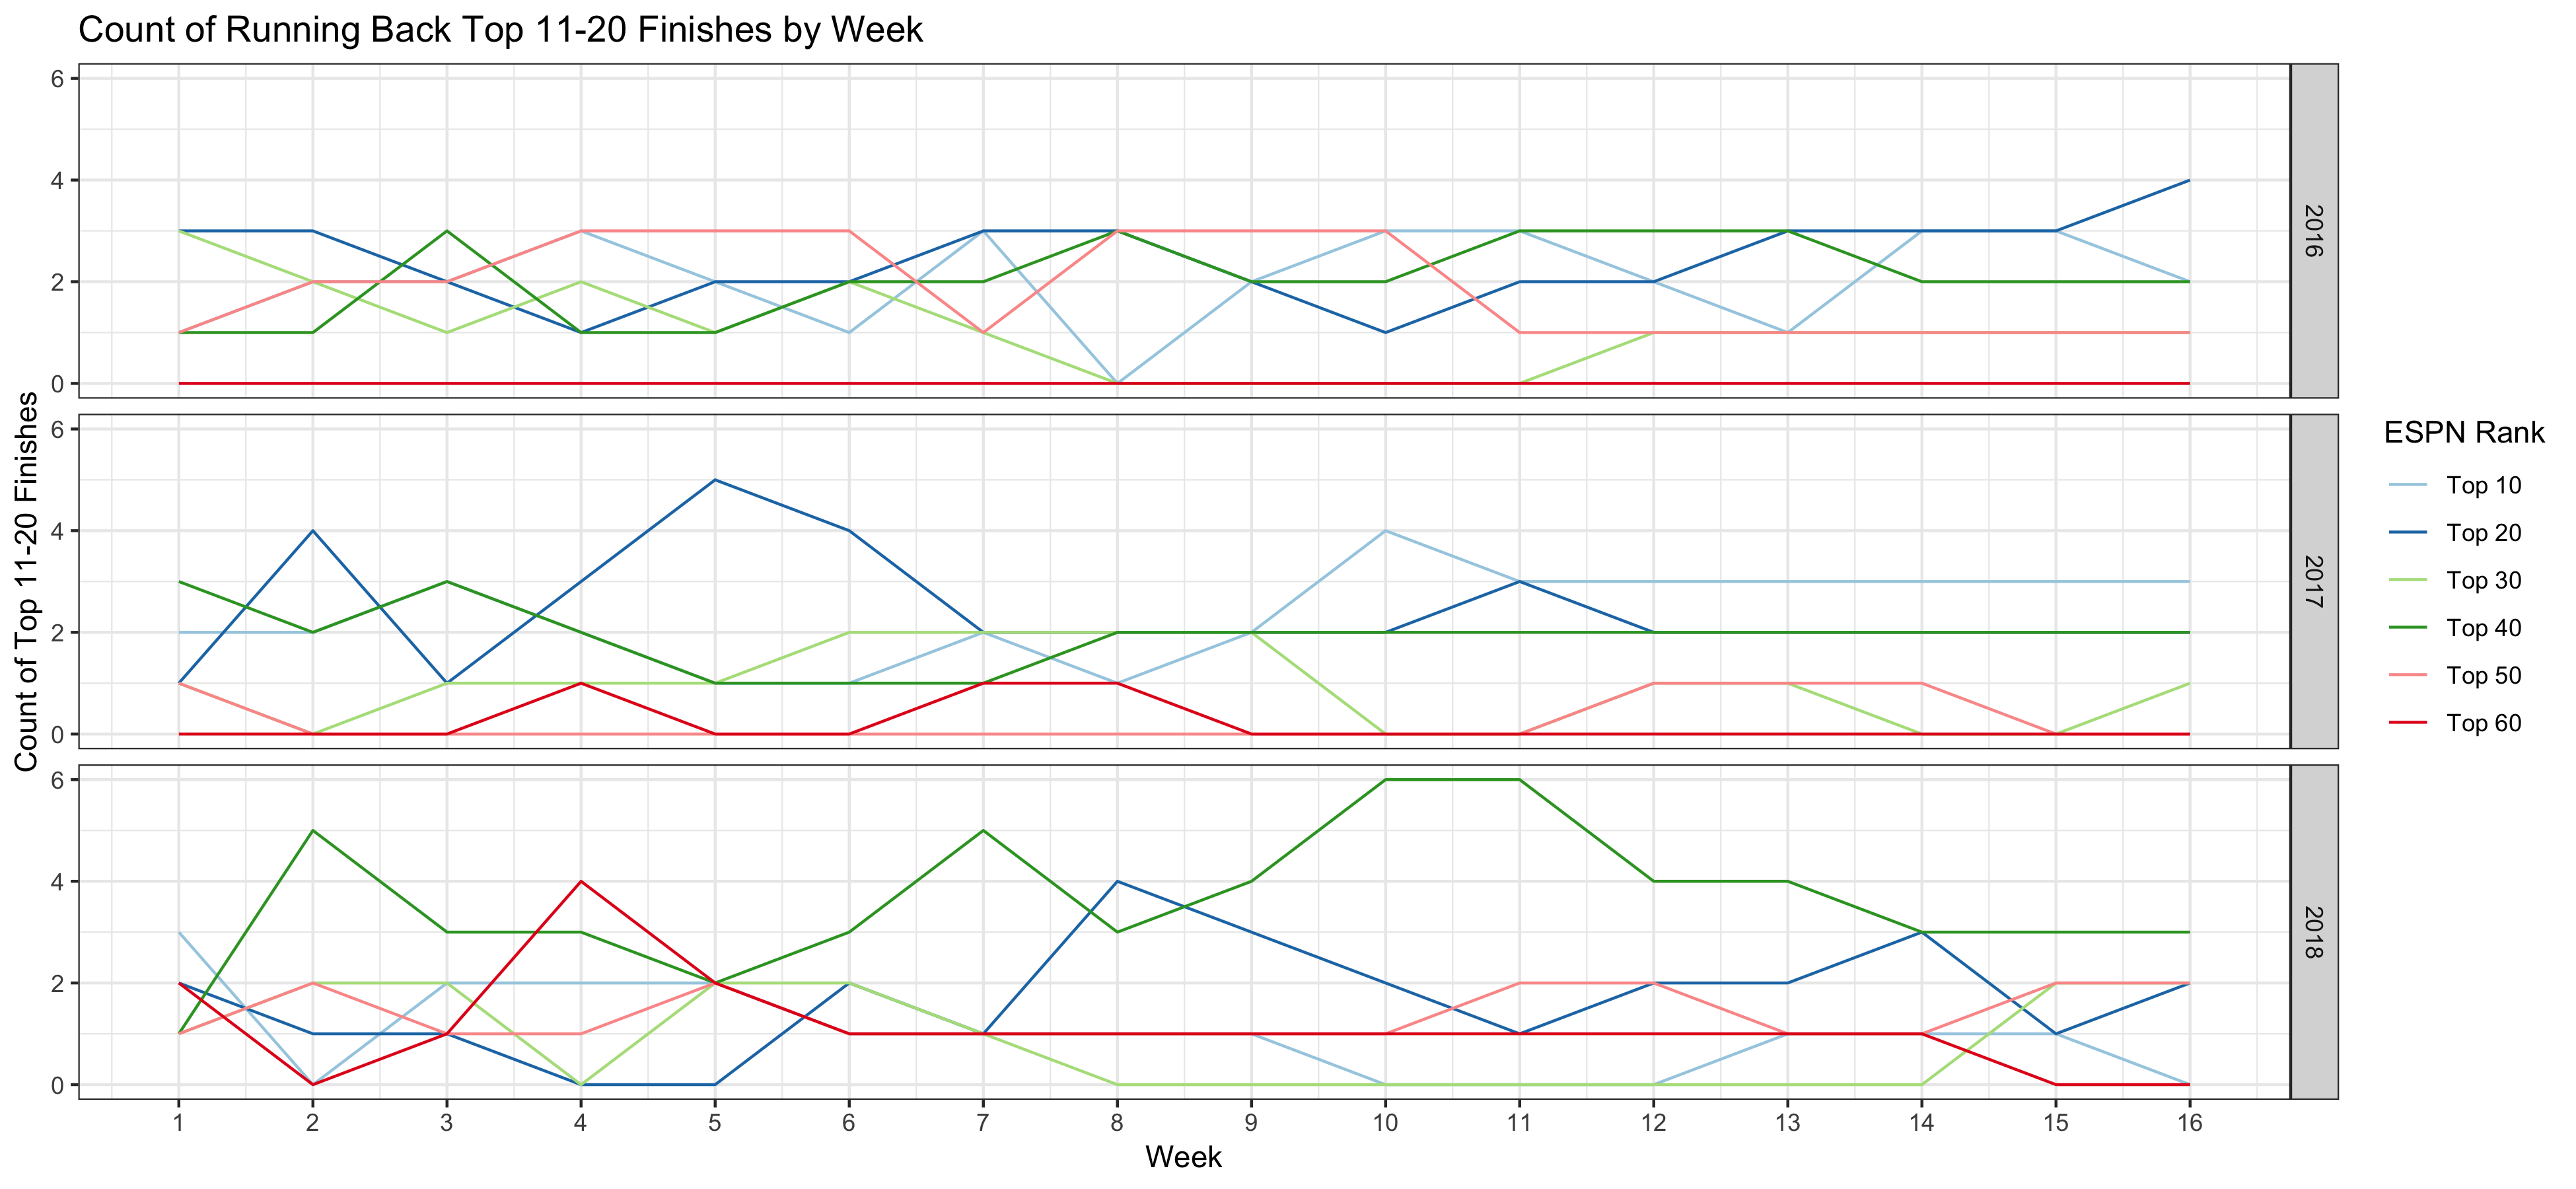 Count of Running Back Top 11-20 Finishes by Week
6
4
2
0
2016
6
4
2
0
2017
6
4
2
0
2018
Count of Top 11-20 Finishes
1 2 3 4 5 6 7 8 9 10 11 12 13 14 15 16
Week
ESPN Rank
Top 10
Top 20
Top 30
Top 40
Top 50
Top 60